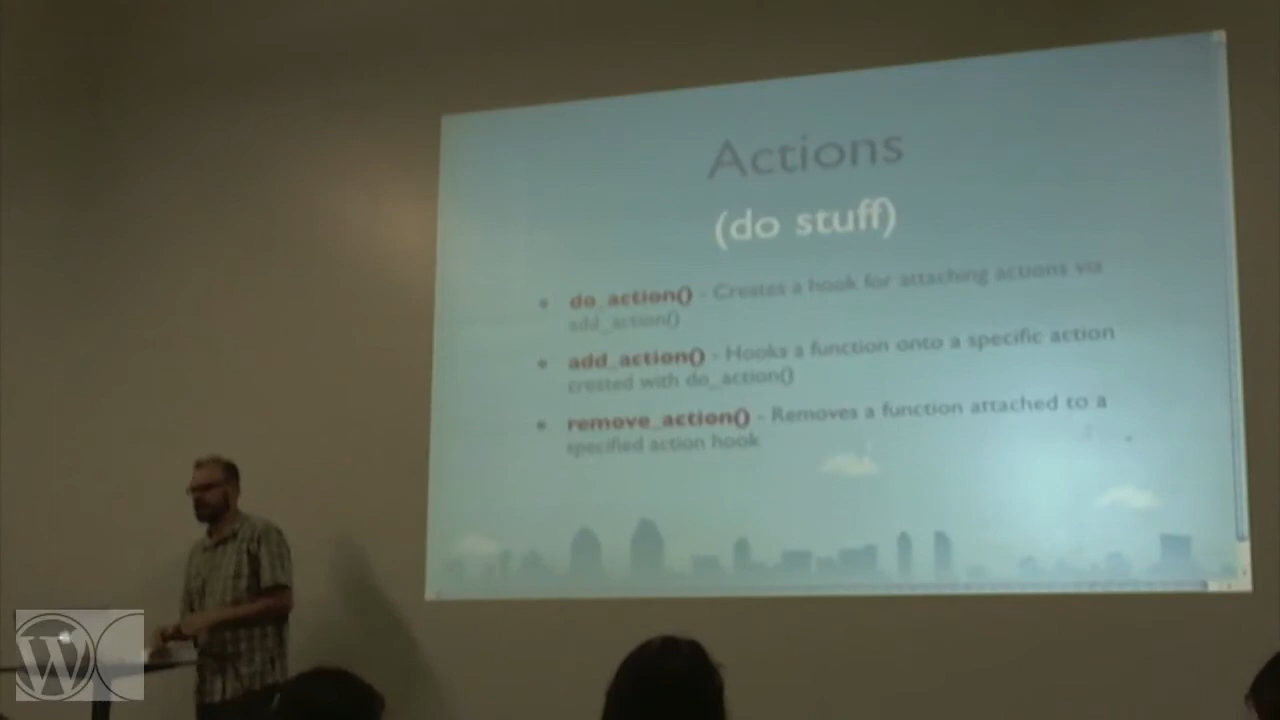 Actions
(do stuff)
• do_action() - Creates a hook for attaching actions via
add_action()
• add_action() - Hooks a function onto a specific action
created with do_action()
• remove_action() - Removes a function attached to a
specified action hook
W